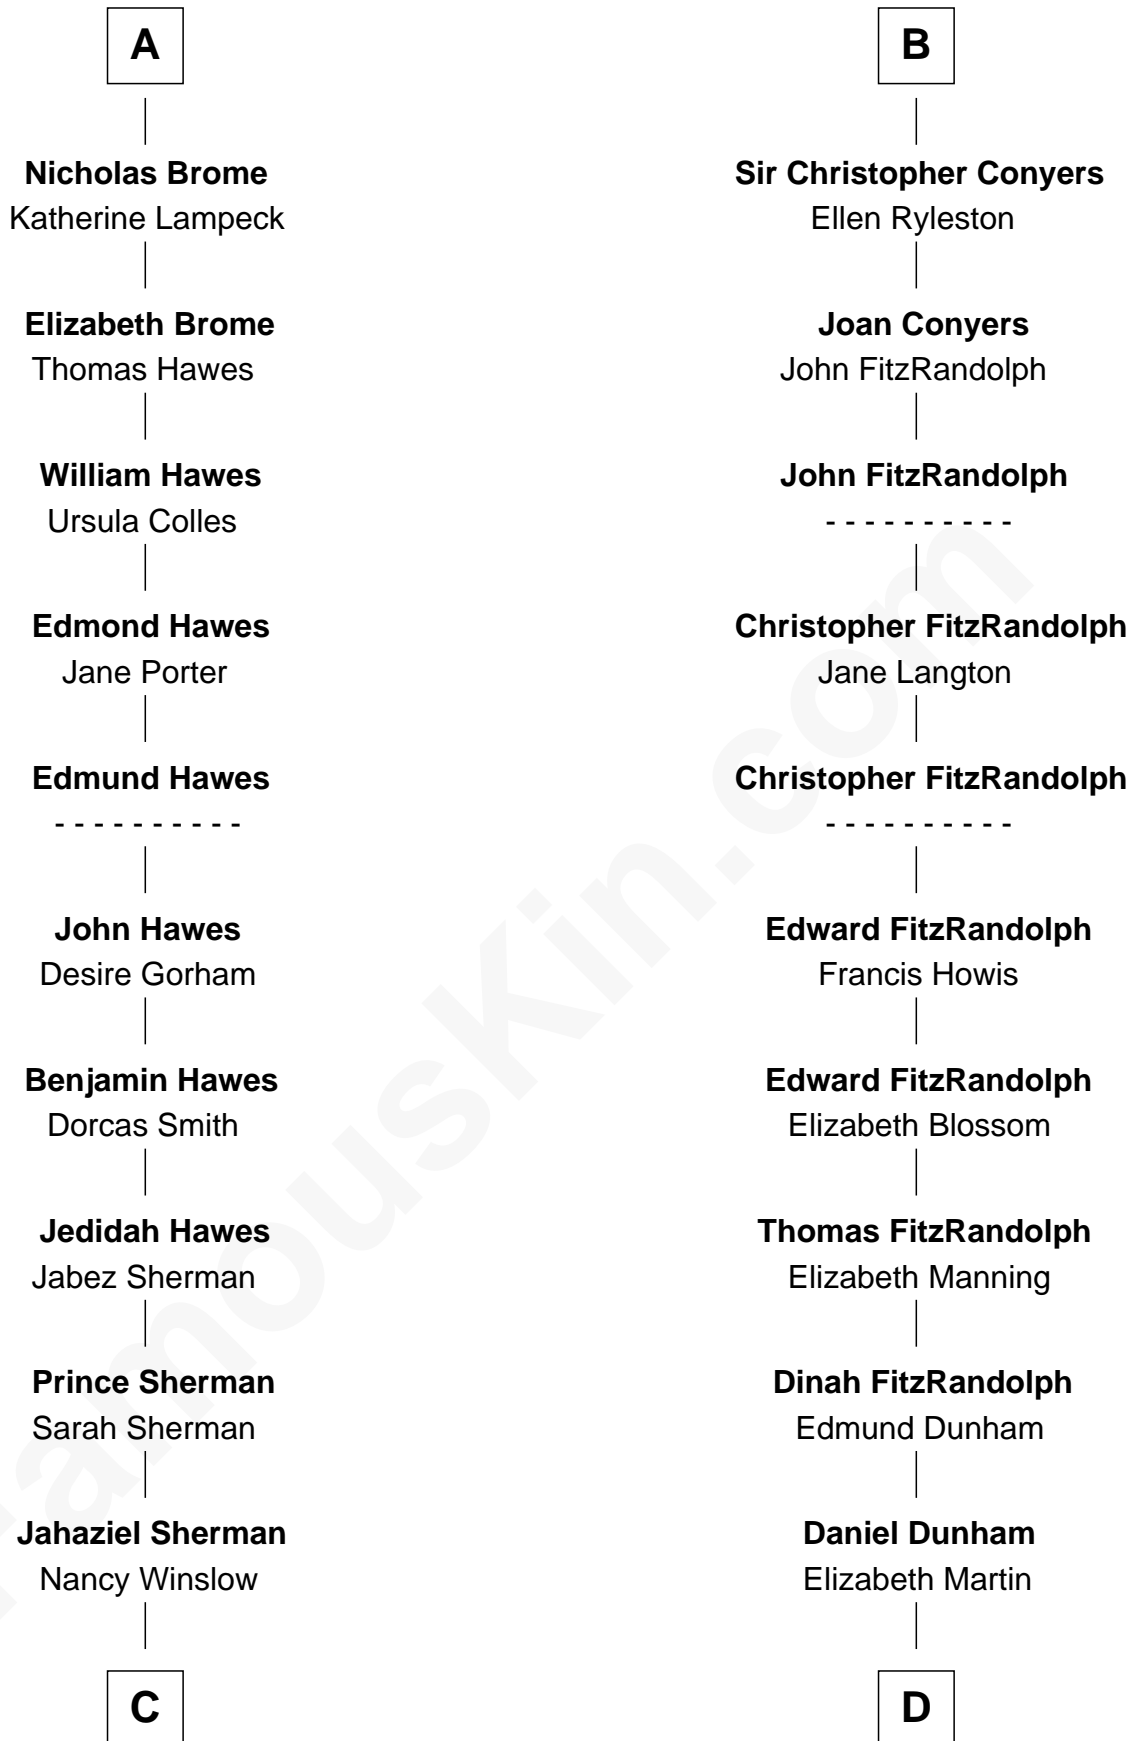 A
Nicholas Brome
Katherine Lampeck
Elizabeth Brome
Thomas Hawes
William Hawes
Ursula Colles
Edmond Hawes
Jane Porter
Edmund Hawes
- - - - - - - - - -
John Hawes
Desire Gorham
Benjamin Hawes
Dorcas Smith
Jedidah Hawes
Jabez Sherman
Prince Sherman
Sarah Sherman
Jahaziel Sherman
Nancy Winslow
C
B
Sir Christopher Conyers
Ellen Ryleston
Joan Conyers
John FitzRandolph
John FitzRandolph
- - - - - - - - - -
Christopher FitzRandolph
Jane Langton
Christopher FitzRandolph
- - - - - - - - - -
Edward FitzRandolph
Francis Howis
Edward FitzRandolph
Elizabeth Blossom
Thomas FitzRandolph
Elizabeth Manning
Dinah FitzRandolph
Edmund Dunham
Daniel Dunham
Elizabeth Martin
D
FamousKin.com